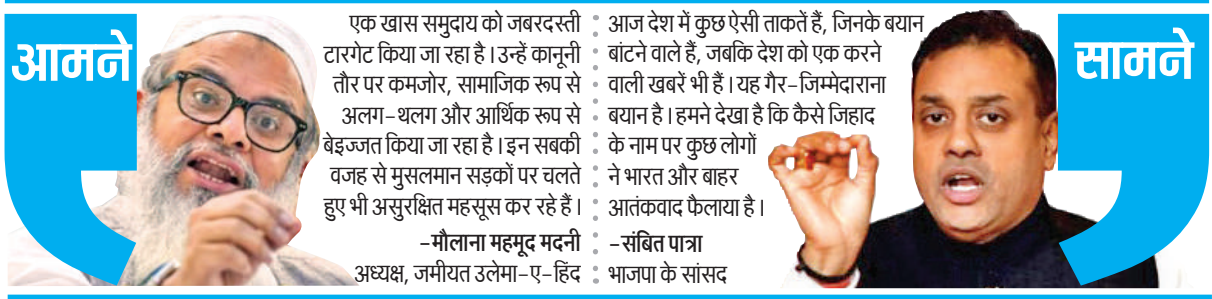 आमने
एक खास समुदाय को जबरदस्ती
टारगेट किया जा रहा है। उन्हें कानूनी
तौर पर कमजोर, सामाजिक रूप से
अलग-थलग और आर्थिक रूप से
बेइज्जत किया जा रहा है। इन सबकी
वजह से मुसलमान सड़कों पर चलते
हुए भी असुरक्षित महसूस कर रहे हैं।
-मौलाना महमूद मदनी
अध्यक्ष, जमीयत उलेमा-ए-हिंद
आज देश में कुछ ऐसी ताकतें हैं, जिनके बयान
बांटने वाले हैं, जबकि देश को एक करने
वाली खबरें भी हैं। यह गैर-जिम्मेदाराना
बयान है। हमने देखा है कि कैसे जिहाद
के नाम पर कुछ लोगों
ने भारत और बाहर
आतंकवाद फैलाया है।
-संबित पात्रा
भाजपा के सांसद
सामने